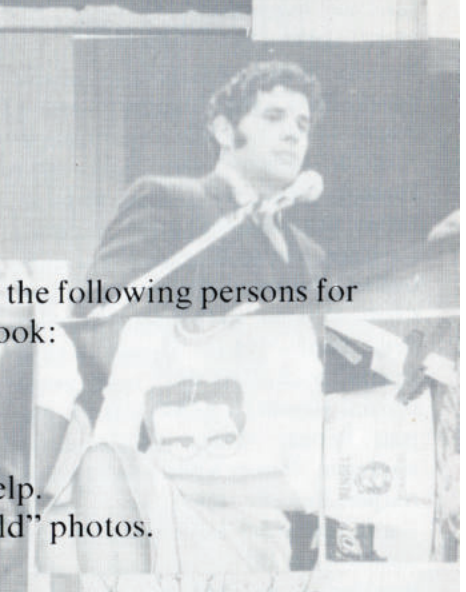 the following persons for
ook:
elp.
ld” photos.